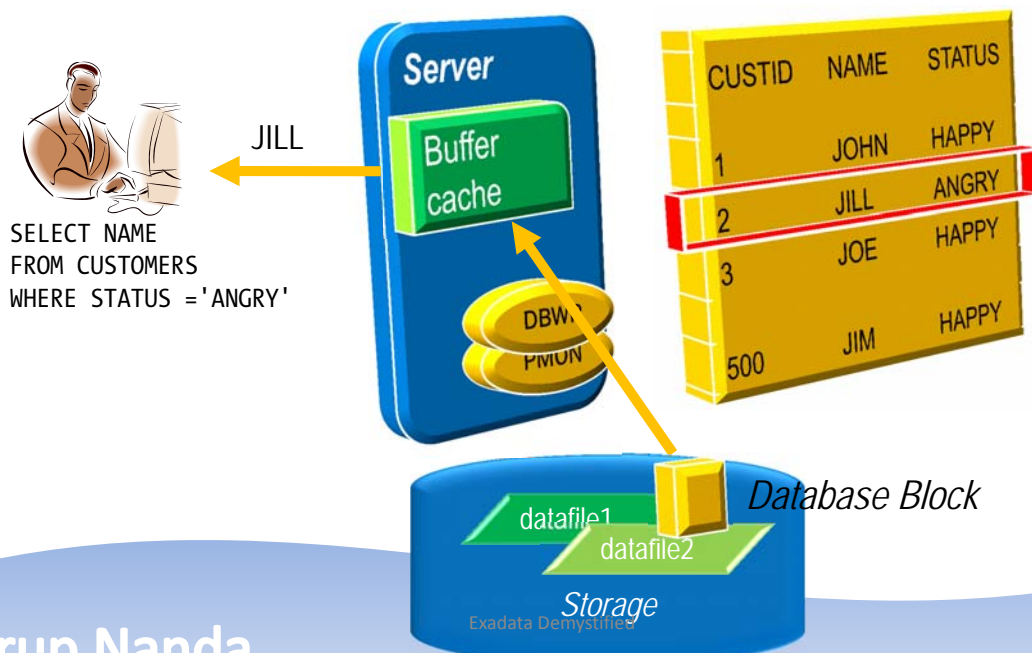 Server
Buffer
cache
DBWR
PMON
JILL
SELECT NAME
FROM CUSTOMERS
WHERE STATUS ='ANGRY'
CUSTID NAME STATUS
1 JOHN HAPPY
2 JILL ANGRY
3 JOE HAPPY
500 JIM HAPPY
Database Block
datafile1
datafile2
Storage
Exadata Demystified
Nanda